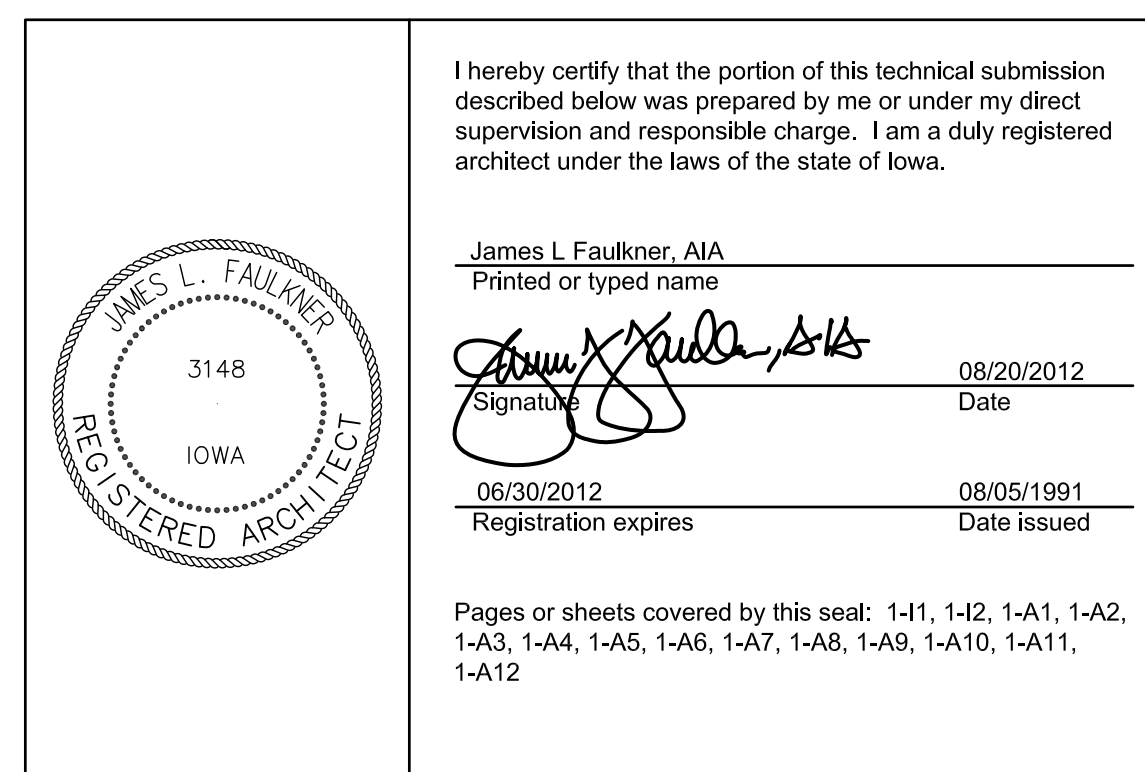 JAMES L. FAULKNER
3148
IOWA
REGISTERED ARCHITECT
I hereby certify that the portion of this technical submission
described below was prepared by me or under my direct
supervision and responsible charge.  I am a duly registered
architect under the laws of the state of Iowa.
James L Faulkner, AIA
Printed or typed name
James L Faulkner, AIA
08/20/2012
Signature
Date
06/30/2012
08/05/1991
Registration expires
Date issued
Pages or sheets covered by this seal:  1-I1, 1-I2, 1-A1, 1-A2,
1-A3, 1-A4, 1-A5, 1-A6, 1-A7, 1-A8, 1-A9, 1-A10, 1-A11,
1-A12